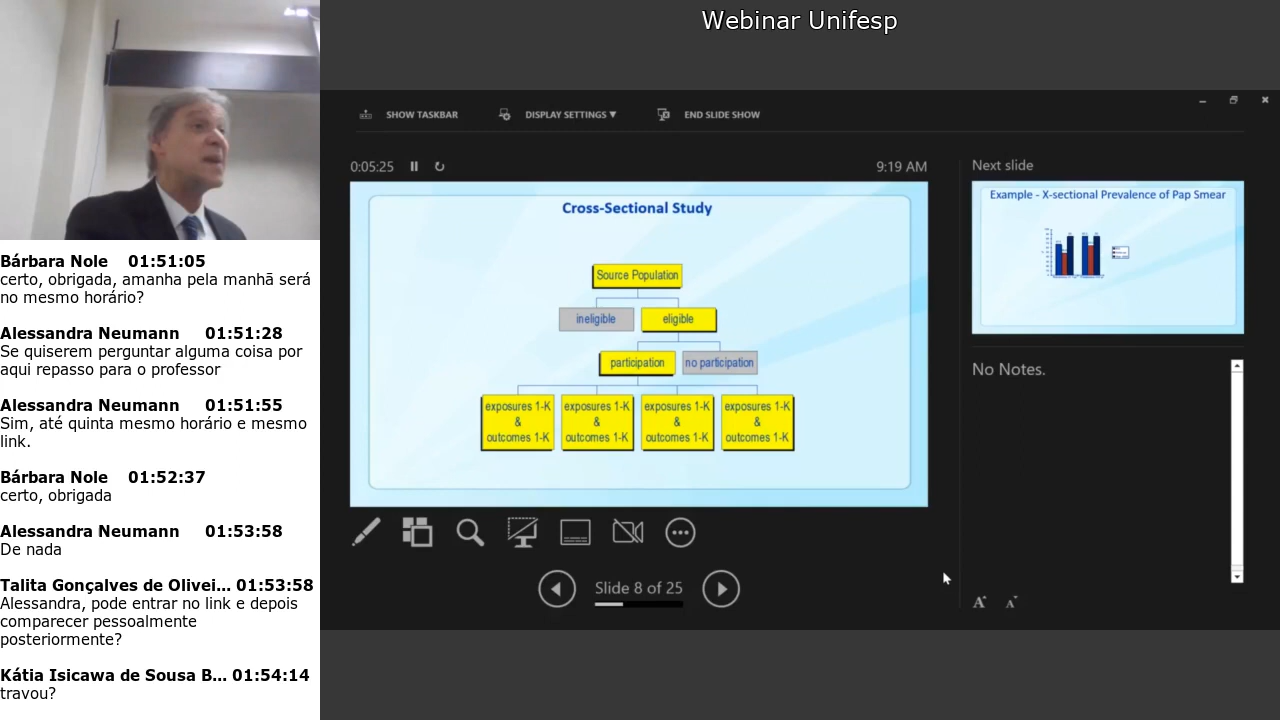 Webinar Unifesp
Bárbara Nole 01:51:05
certo, obrigada, amanha pela manhã será
no mesmo horário?
Alessandra Neumann 01:51:28
Se quiserem perguntar alguma coisa por
aqui repasso para o professor
Alessandra Neumann 01:51:55
Sim, até quinta mesmo horário e mesmo
link.
Bárbara Nole 01:52:37
certo, obrigada
Alessandra Neumann 01:53:58
De nada
Talita Gonçalves de Olivei... 01:53:58
Alessandra, pode entrar no link e depois
comparecer pessoalmente
posteriormente?
Kátia Isicawa de Sousa B... 01:54:14
travou?
SHOW TASKBAR
DISPLAY SETTINGS ▼
END SLIDE SHOW
0:05:25
9:19 AM
Cross-Sectional Study
Source Population
ineligible
eligible
participation
no participation
exposures 1-K
&
outcomes 1-K
exposures 1-K
&
outcomes 1-K
exposures 1-K
&
outcomes 1-K
exposures 1-K
&
outcomes 1-K
Slide 8 of 25
Next slide
Example - X-sectional Prevalence of Pap Smear
No Notes.
A A